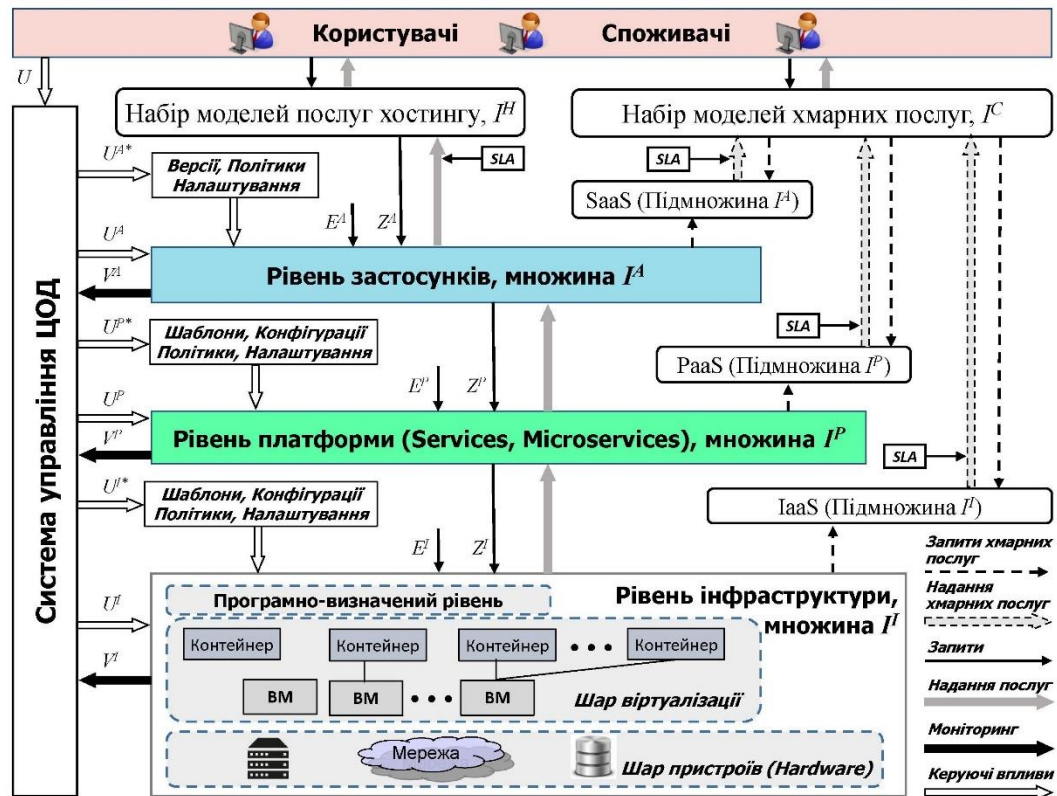 Користувачі Споживачі
U
Набір моделей послуг хостингу, I^H
Набір моделей хмарних послуг, I^C
U^A*
Версії, Політики
Налаштування
SLA
SLA
SaaS (Підмножина I^A)
E^A
Z^A
U^A
Рівень застосунків, множина I^A
V^A
U^P*
Шаблони, Конфігурації
Політики, Налаштування
SLA
PaaS (Підмножина I^P)
E^P
Z^P
U^P
Рівень платформи (Services, Microservices), множина I^P
V^P
SLA
U^I*
Шаблони, Конфігурації
Політики, Налаштування
IaaS (Підмножина I^I)
E^I
Z^I
Система управління ЦОД
Програмно-визначений рівень
Рівень інфраструктури,
множина I^I
U^I
Контейнер Контейнер Контейнер • • • Контейнер
V^I
ВМ ВМ • • • ВМ
Шар віртуалізації
Мережа
Шар пристроїв (Hardware)
Запити хмарних
послуг
Надання
хмарних послуг
Запити
Надання послуг
Моніторинг
Керуючі впливи